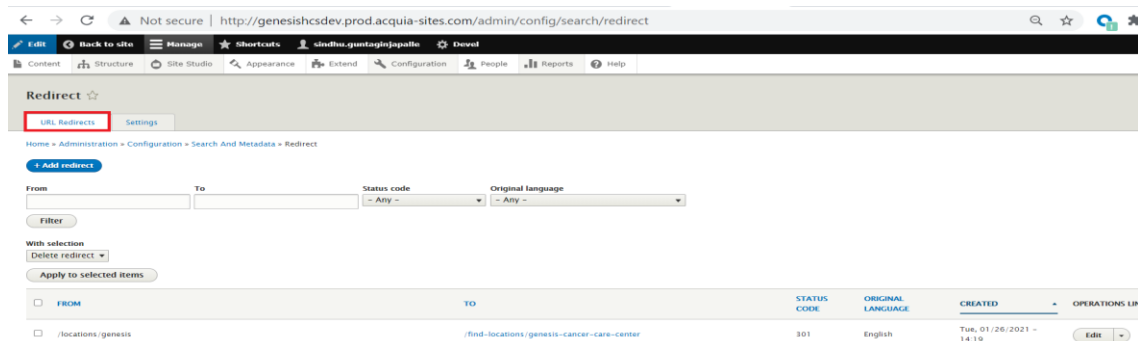 Not secure | http://genesishcsdev.prod.acquia-sites.com/admin/config/search/redirect
Edit Back to site Manage Shortcuts sindhu.guntaginjapalle Devel
Content Structure Site Studio Appearance Extend Configuration People Reports Help
Redirect
URL Redirects Settings
Home » Administration » Configuration » Search And Metadata » Redirect
+ Add redirect
From To Status code Original language
- Any - - Any -
Filter
With selection
Delete redirect
Apply to selected items
FROM TO STATUS CODE ORIGINAL LANGUAGE CREATED OPERATIONS LIN
/locations/genesis /find-locations/genesis-cancer-care-center 301 English Tue, 01/26/2021 - 14:19 Edit